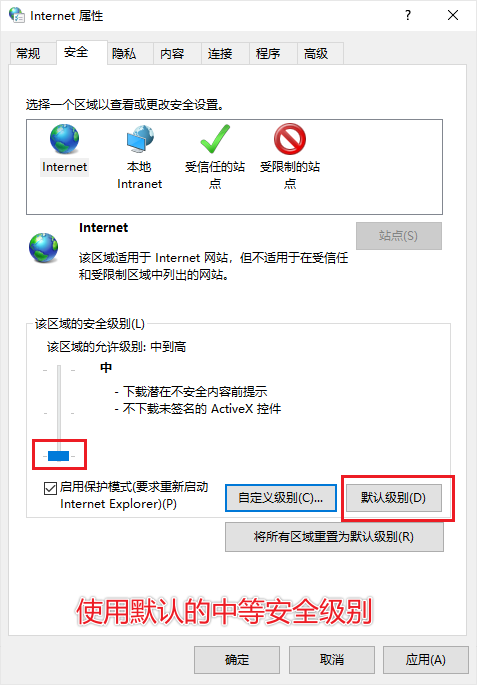 Internet 属性
常规 安全 隐私 内容 连接 程序 高级
选择一个区域以查看或更改安全设置。
Internet
本地
Intranet
受信任的站
点
受限制的站
点
Internet
站点(S)
该区域适用于 Internet 网站，但不适用于在受信任
和受限制区域中列出的网站。
该区域的安全级别(L)
该区域的允许级别: 中到高
中
- 下载潜在不安全内容前提示
- 不下载未签名的 ActiveX 控件
启用保护模式(要求重新启动
Internet Explorer)(P)
自定义级别(C)...
默认级别(D)
将所有区域重置为默认级别(R)
使用默认的中等安全级别
确定 取消 应用(A)